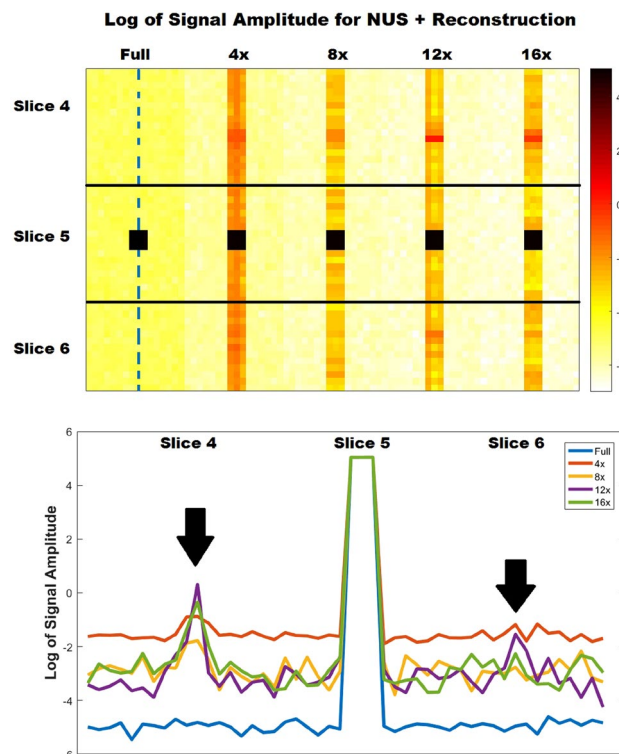 Log of Signal Amplitude for NUS + Reconstruction
Full 4x 8x 12x 16x
Slice 4
Slice 5
Slice 6
4
2
0
Slice 4 Slice 5 Slice 6
Log of Signal Amplitude
6
4
2
0
-2
-4
Full
4x
8x
12x
16x